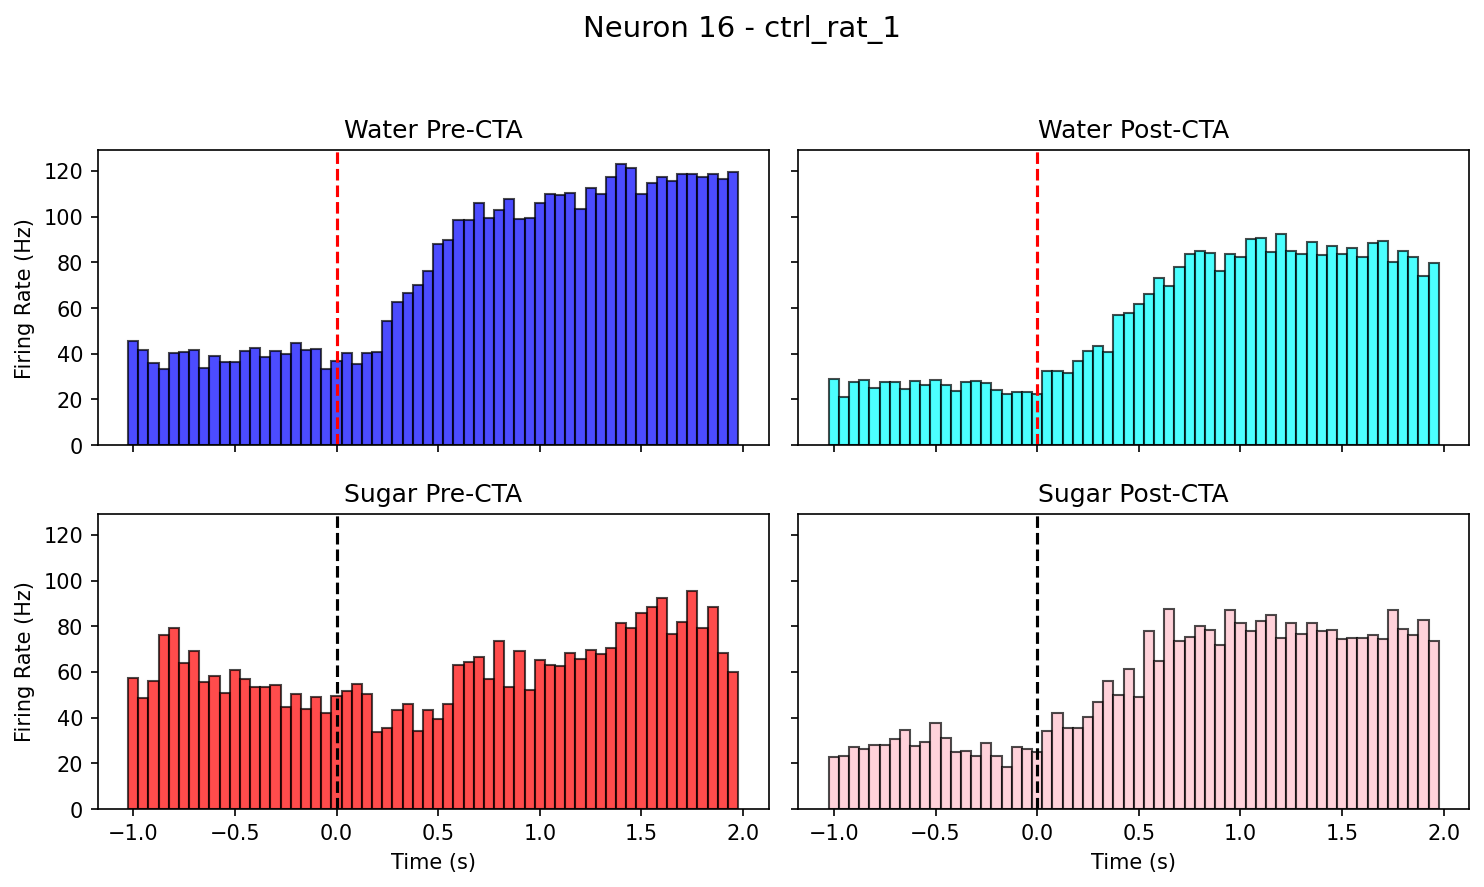 Neuron 16 - ctrl_rat_1
Water Pre-CTA
Water Post-CTA
Firing Rate (Hz)
120
100
80
60
40
20
0
Sugar Pre-CTA
Sugar Post-CTA
Firing Rate (Hz)
120
100
80
60
40
20
0
−1.0 −0.5 0.0 0.5 1.0 1.5 2.0
−1.0 −0.5 0.0 0.5 1.0 1.5 2.0
Time (s)
Time (s)